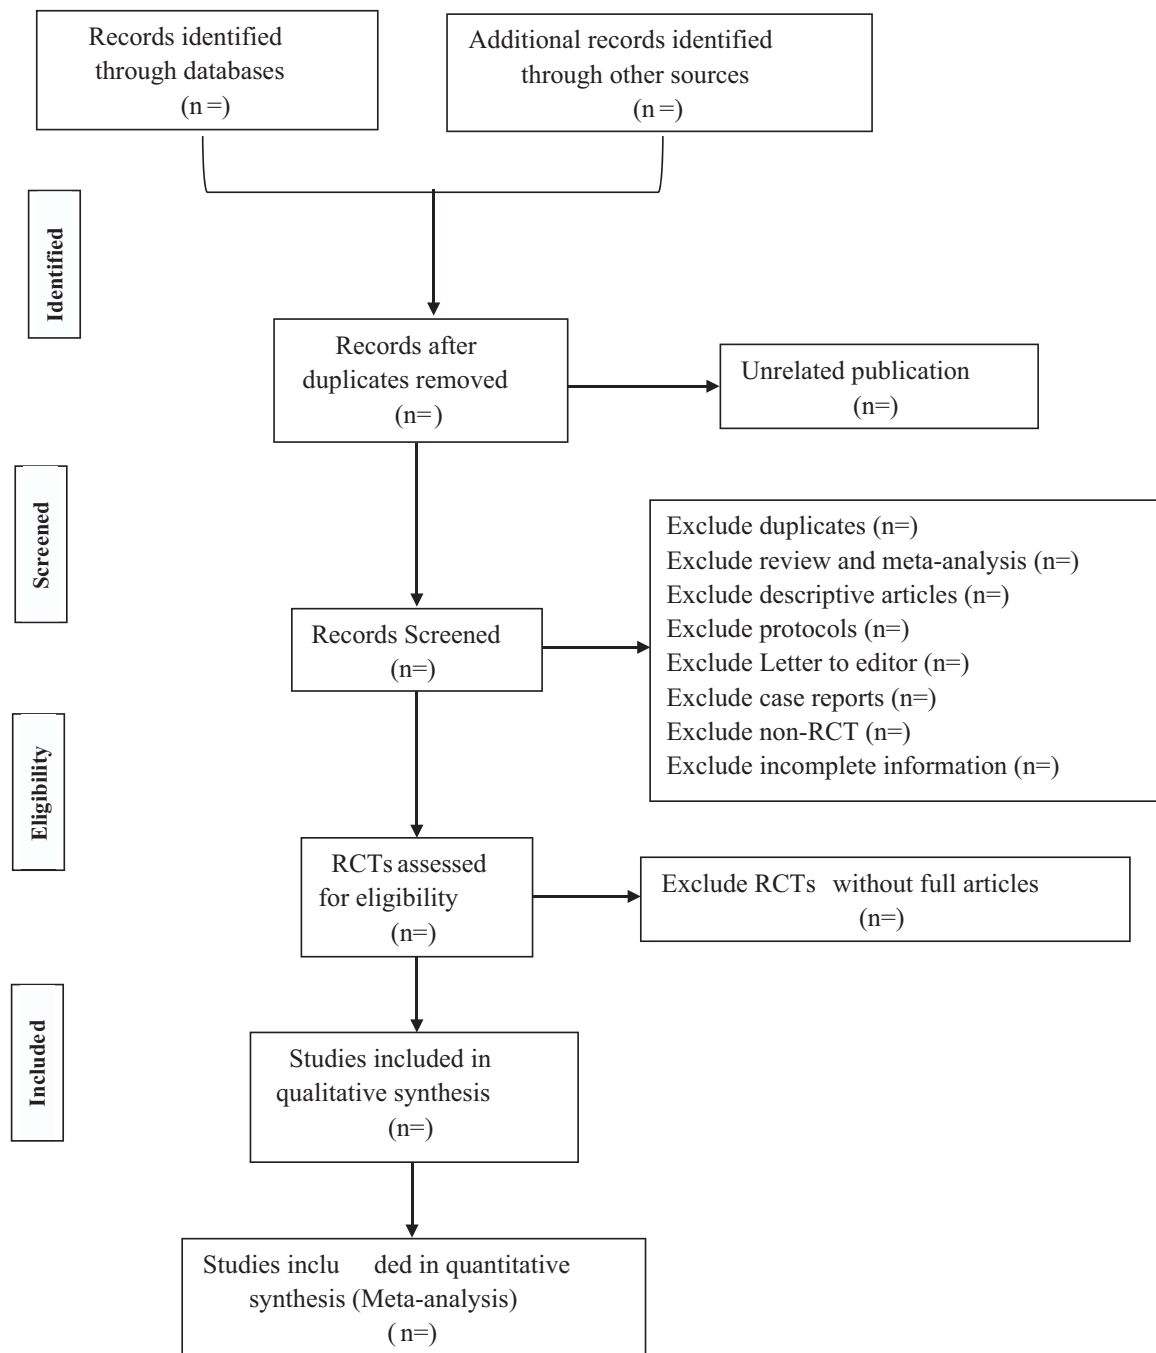 Records identified
through databases
(n =)
Additional records identified
through other sources
(n =)
Identified
Records after
duplicates removed
(n= )
Unrelated publication
(n=)
Screened
Exclude duplicates (n=)
Exclude review and meta-analysis (n=)
Exclude descriptive articles (n=)
Exclude protocols (n=)
Exclude Letter to editor (n=)
Exclude case reports (n=)
Exclude non-RCT (n=)
Exclude incomplete information (n=)
Records Screened
(n=)
Eligibility
RCTs assessed
for eligibility
(n=)
Exclude RCTs without full articles
(n=)
Included
Studies included in
qualitative synthesis
(n=)
Studies inclu ded in quantitative
synthesis (Meta-analysis)
( n=)